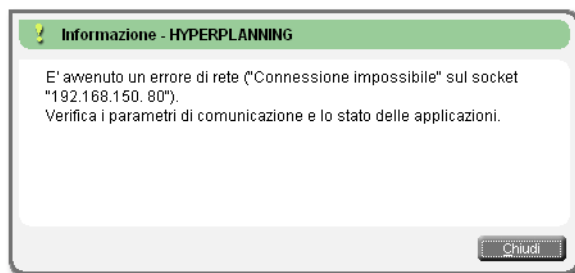 Informazione - HYPERPLANNING
E' avvenuto un errore di rete ("Connessione impossibile" sul socket
"192.168.150. 80").
Verifica i parametri di comunicazione e lo stato delle applicazioni.
Chiudi